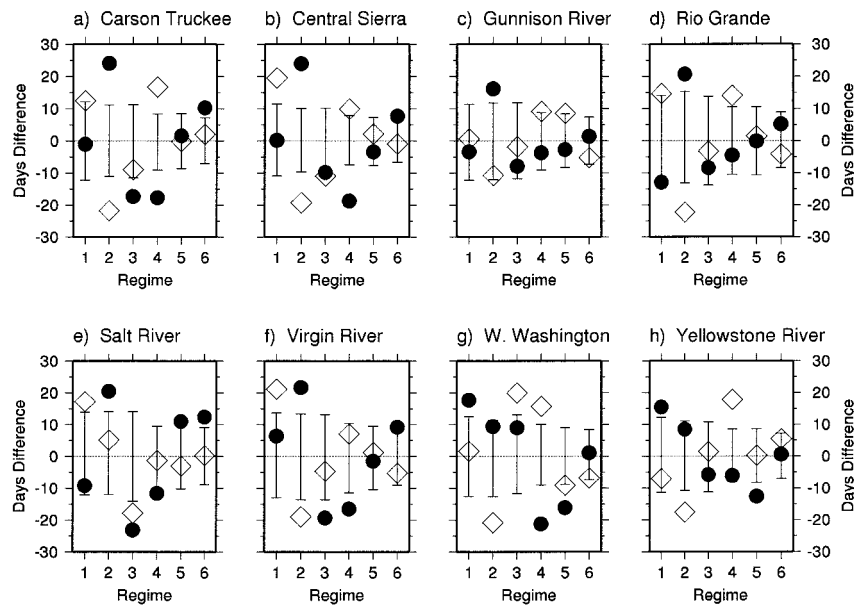 a) Carson Truckee
b) Central Sierra
c) Gunnison River
d) Rio Grande
Days Difference
30
20
10
0
-10
-20
-30
30
20
10
0
-10
-20
-30
Days Difference
1 2 3 4 5 6
1 2 3 4 5 6
1 2 3 4 5 6
1 2 3 4 5 6
Regime
Regime
Regime
Regime
e) Salt River
f) Virgin River
g) W. Washington
h) Yellowstone River
Days Difference
30
20
10
0
-10
-20
-30
30
20
10
0
-10
-20
-30
Days Difference
1 2 3 4 5 6
1 2 3 4 5 6
1 2 3 4 5 6
1 2 3 4 5 6
Regime
Regime
Regime
Regime